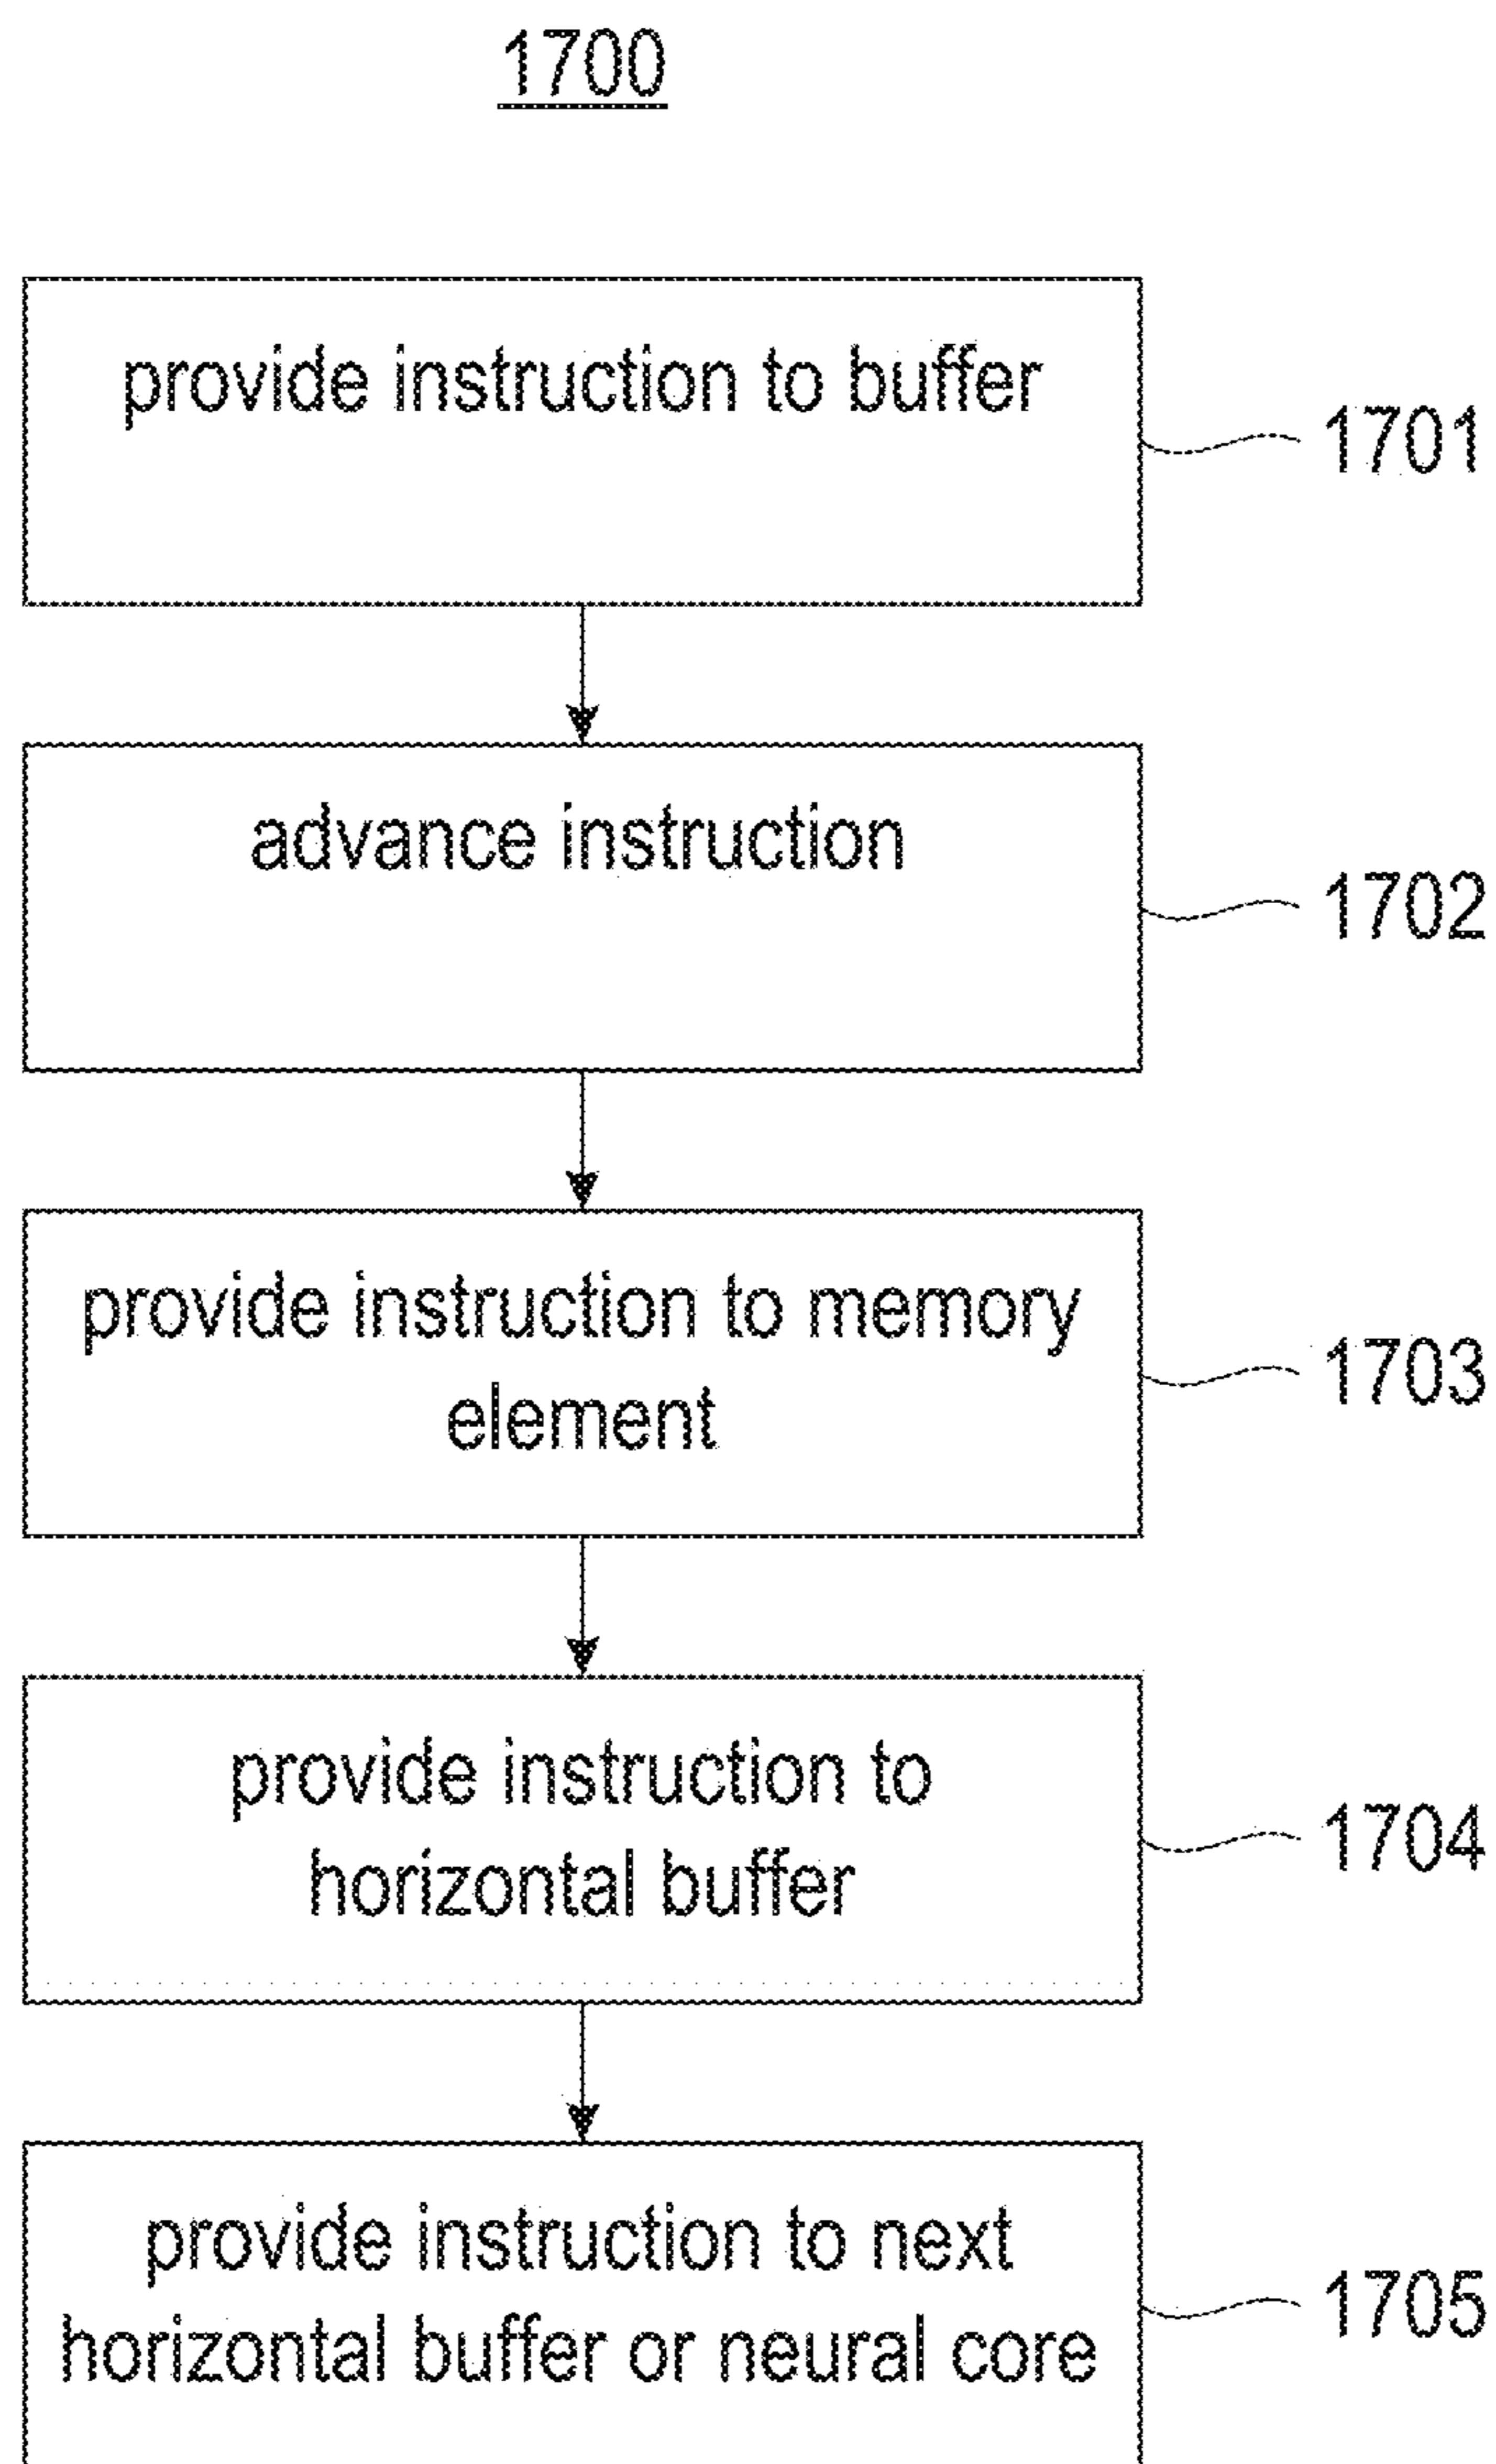 1700
provide instruction to buffer
1701
advance instruction
1702
provide instruction to memory
element
1703
provide instruction to
horizontal buffer
1704
provide instruction to next
horizontal buffer or neural core
1705